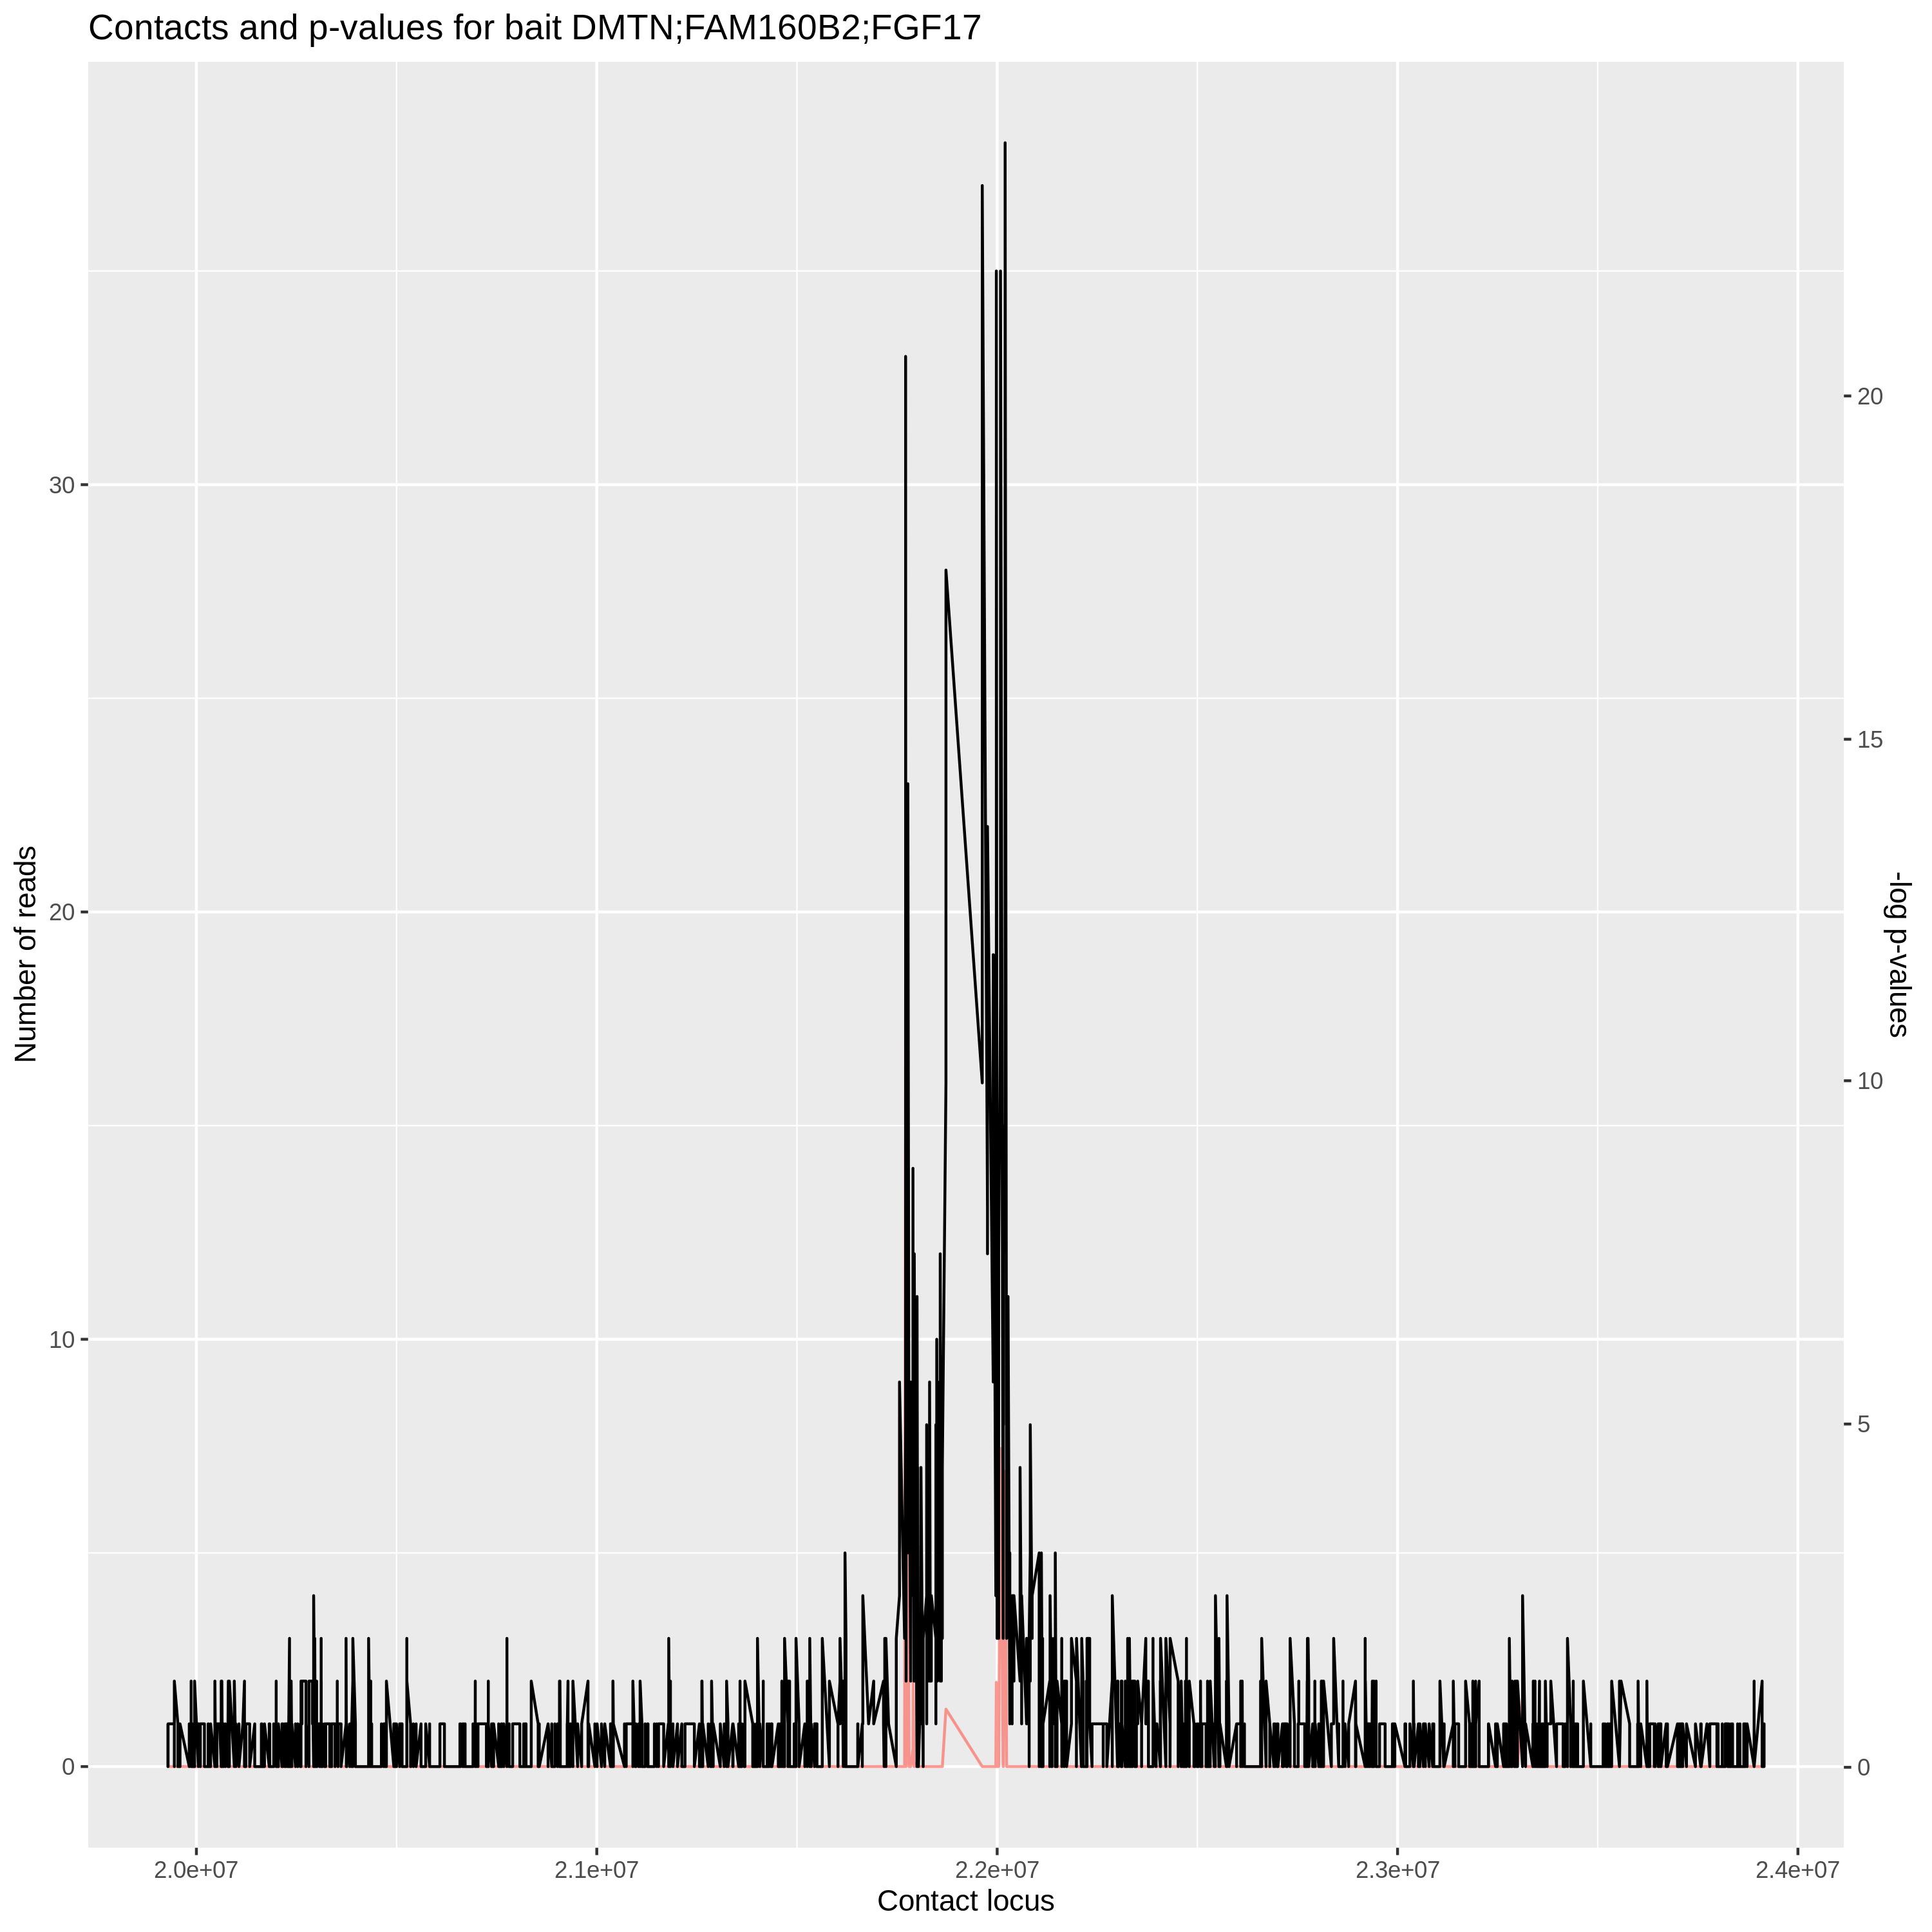 Contacts and p-values for bait DMTN;FAM160B2;FGF17
Number of reads
30
20
10
0
20
15
10
5
0
-log p-values
2.0e+07 2.1e+07 2.2e+07 2.3e+07 2.4e+07
Contact locus